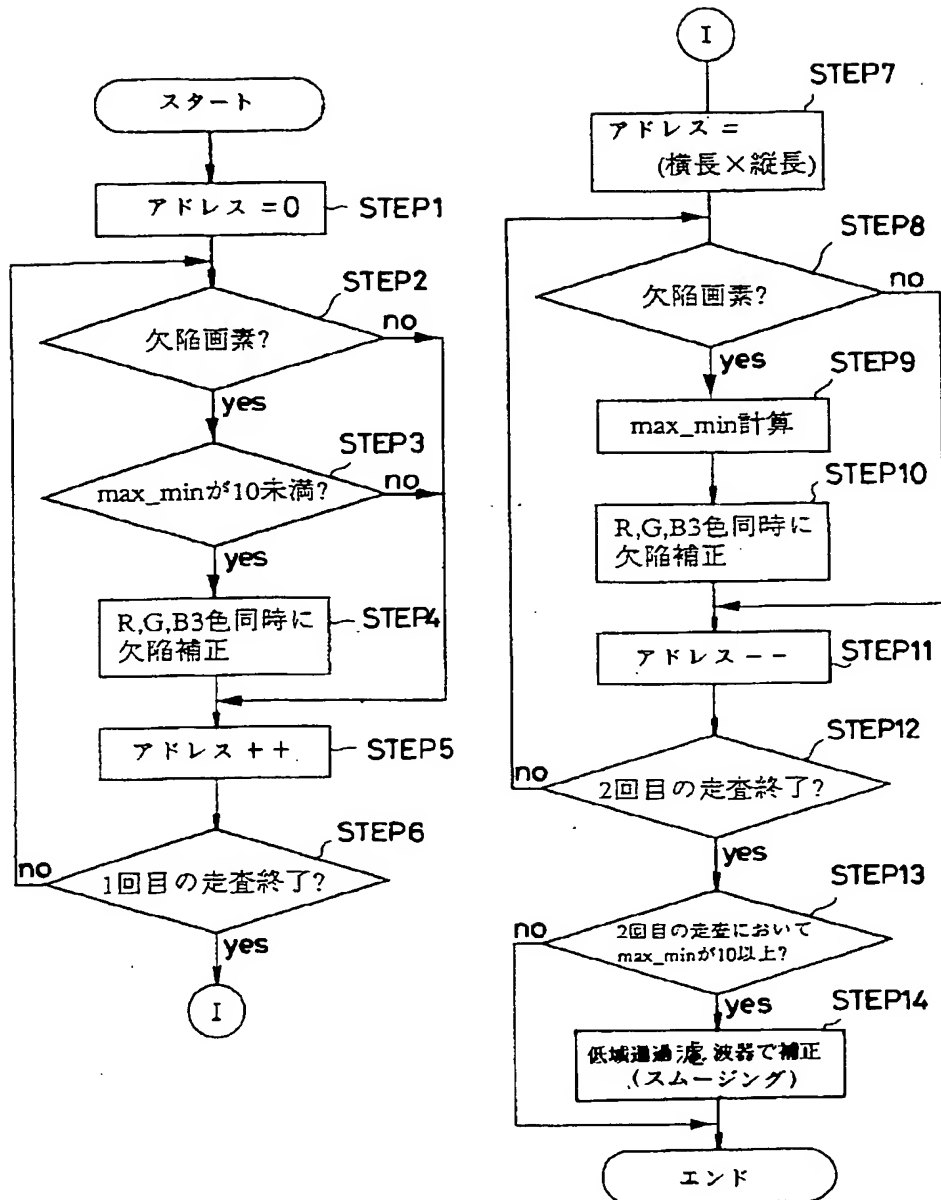 スタート
アドレス =0
STEP1
STEP2
欠陥画素?
no
yes
STEP3
max_minが10未満?
no
yes
R,G,B3色同時に
欠陥補正
STEP4
アドレス++
STEP5
STEP6
1回目の走査終了?
no
yes
I
I
STEP7
アドレス =
(横長×縦長)
STEP8
欠陥画素?
no
yes
STEP9
max_min計算
STEP10
R,G,B3色同時に
欠陥補正
アドレス--
STEP11
STEP12
2回目の走査終了?
no
yes
STEP13
2回目の走査において
max_minが10以上?
no
yes
STEP14
低域通過濾波器で補正
(スムージング)
エンド